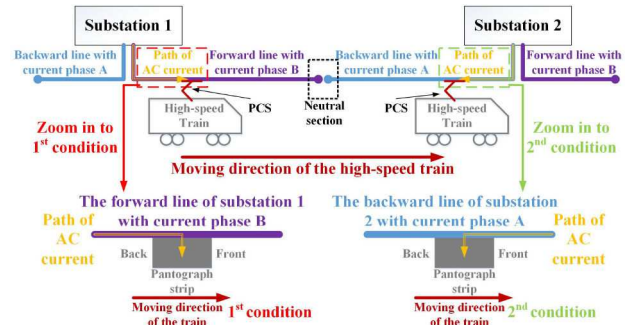 Substation 1
Substation 2
Backward line with
current phase A
Path of
AC current
Forward line with
current phase B
Backward line with
current phase A
Path of
AC current
Forward line with
current phase B
High-speed
Train
PCS
Neutral
section
PCS
High-speed
Train
Zoom in to
1st condition
Zoom in to
2nd condition
Moving direction of the high-speed train
The forward line of substation 1
with current phase B
Path of
AC
current
Back
Front
Pantograph
strip
Moving direction
of the train
1st condition
The backward line of substation
2 with current phase A
Path of
AC
current
Back
Front
Pantograph
strip
Moving direction
of the train
2nd condition